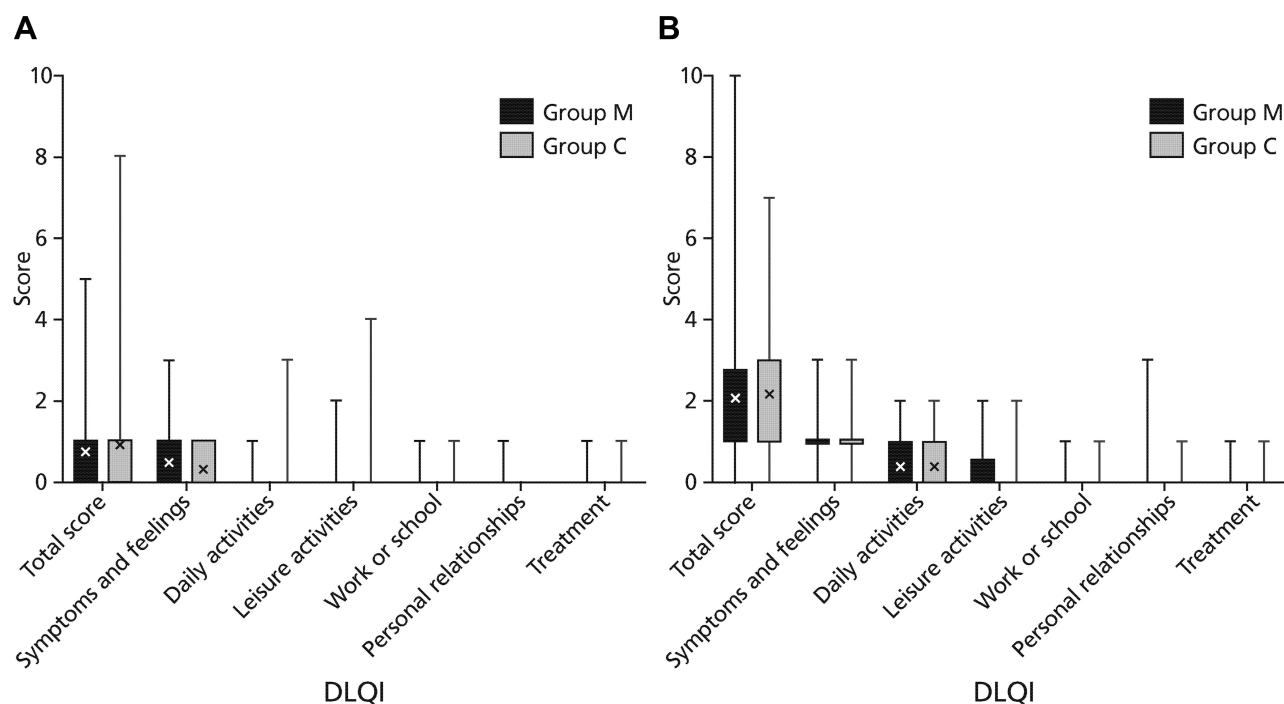 A
10
8
6
4
2
0
Score
Group M
Group C
Total score
Symptoms and feelings
Daily activities
Leisure activities
Work or school
Personal relationships
Treatment
DLQI
B
10
8
6
4
2
0
Score
Group M
Group C
Total score
Symptoms and feelings
Daily activities
Leisure activities
Work or school
Personal relationships
Treatment
DLQI